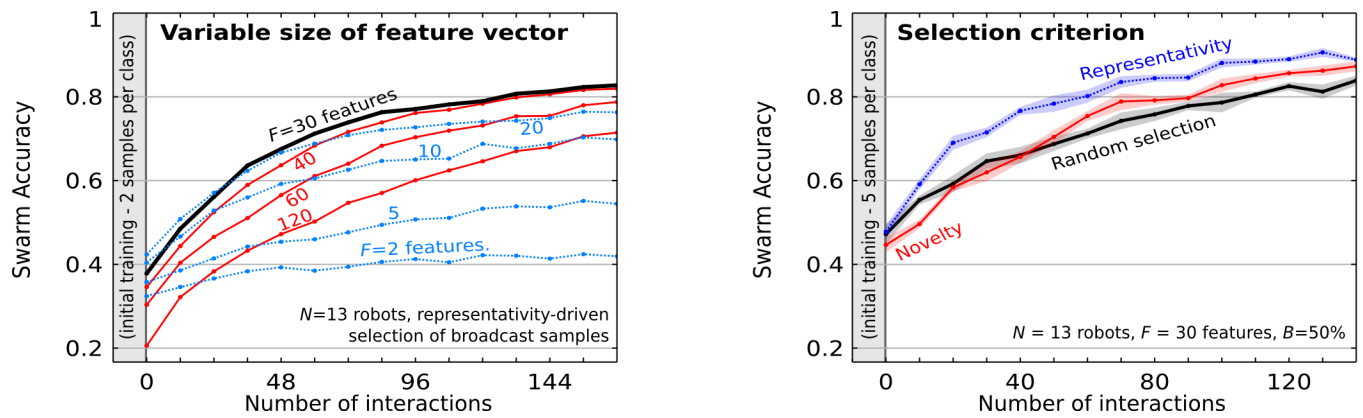 Variable size of feature vector
Swarm Accuracy
1
0.8
0.6
0.4
0.2
(initial training - 2 samples per class)
F=30 features
40
60
120
20
10
5
F=2 features.
N=13 robots, representativity-driven
selection of broadcast samples
0
48
96
144
Number of interactions
Selection criterion
Swarm Accuracy
1
0.8
0.6
0.4
0.2
(initial training - 5 samples per class)
Representativity
Random selection
Novelty
N = 13 robots, F = 30 features, B=50%
0
40
80
120
Number of interactions